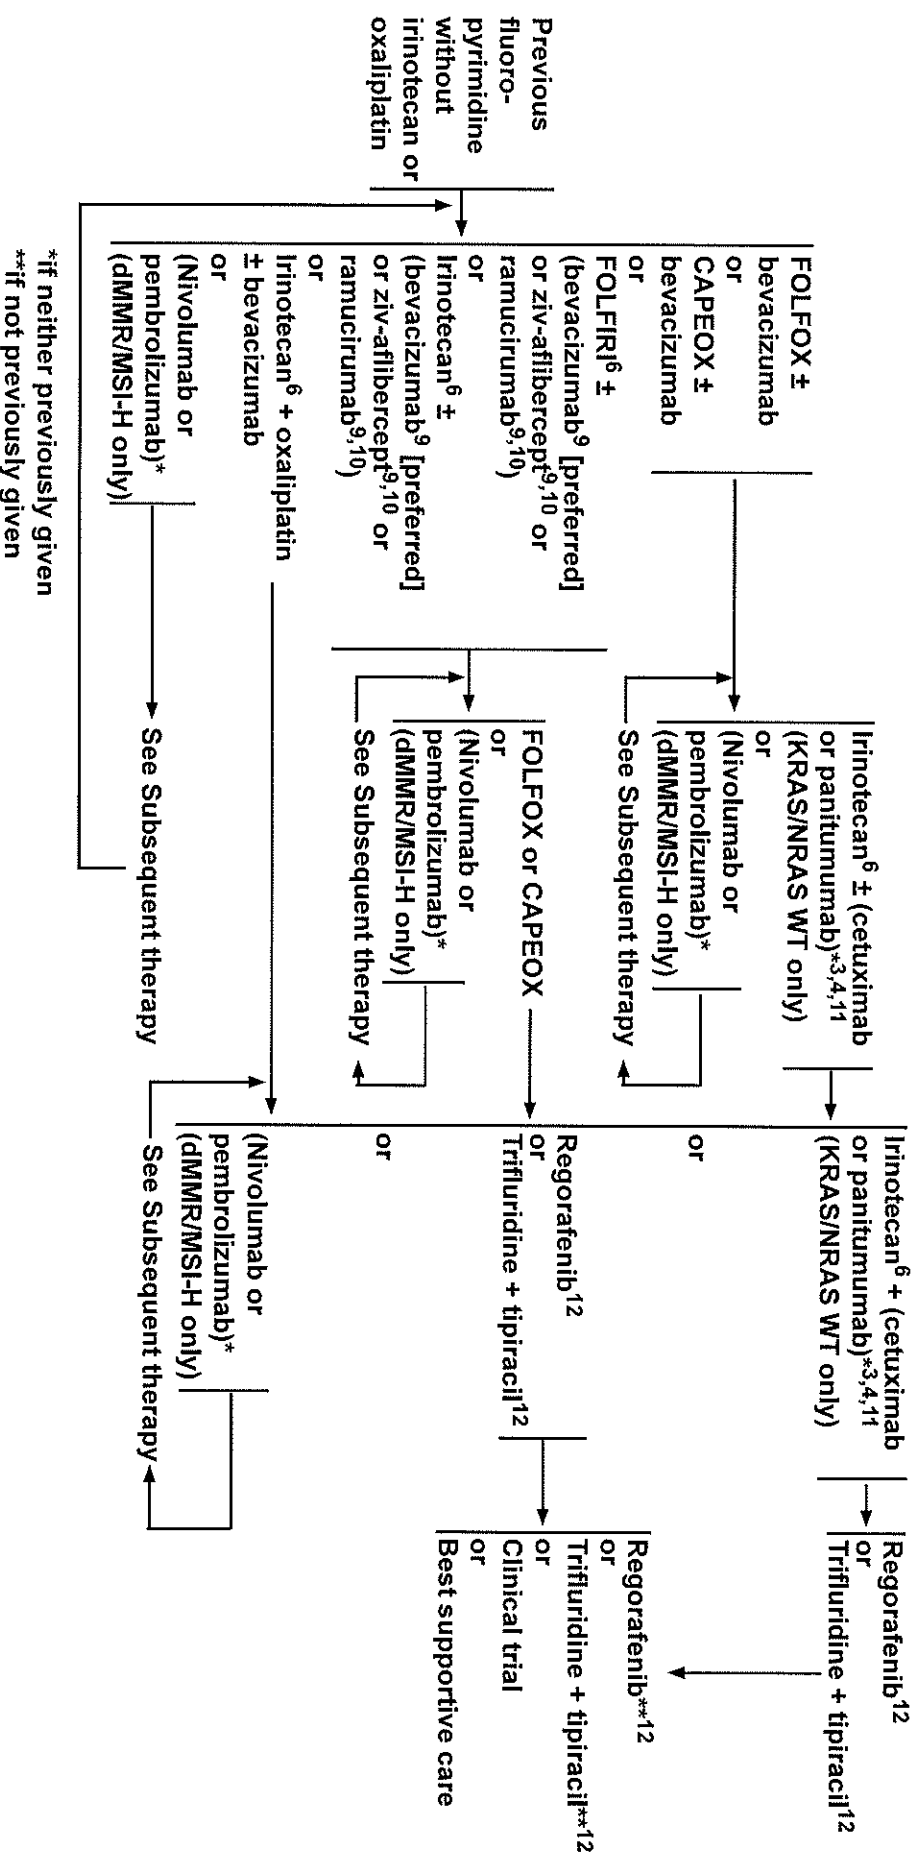 Previous
fluoro-
pyrimidine
without
irinotecan or
oxaliplatin
FOLFOX ±
bevacizumab
or
CAPEOX ±
bevacizumab
or
FOLFIRI⁶ ±
(bevacizumab⁹ [preferred]
or ziv-aflibercept⁹,¹⁰ or
ramucirumab⁹,¹⁰)
or
Irinotecan⁶ ±
(bevacizumab⁹ [preferred]
or ziv-aflibercept⁹,¹⁰ or
ramucirumab⁹,¹⁰)
or
Irinotecan⁶ + oxaliplatin
± bevacizumab
or
(Nivolumab or
pembrolizumab)*
(dMMR/MSI-H only)
Irinotecan⁶ ± (cetuximab
or panitumumab)*³,⁴,¹¹
(KRAS/NRAS WT only)
or
(Nivolumab or
pembrolizumab)*
(dMMR/MSI-H only)
See Subsequent therapy
FOLFOX or CAPEOX
or
(Nivolumab or
pembrolizumab)*
(dMMR/MSI-H only)
See Subsequent therapy
See Subsequent therapy
Irinotecan⁶ + (cetuximab
or panitumumab)*³,⁴,¹¹
(KRAS/NRAS WT only)
or
Regorafenib¹²
or
Trifluridine + tipiracil¹²
or
(Nivolumab or
pembrolizumab)*
(dMMR/MSI-H only)
See Subsequent therapy
Regorafenib¹²
or
Trifluridine + tipiracil¹²
Regorafenib**¹²
or
Trifluridine + tipiracil**¹²
or
Clinical trial
or
Best supportive care
*if neither previously given
**if not previously given